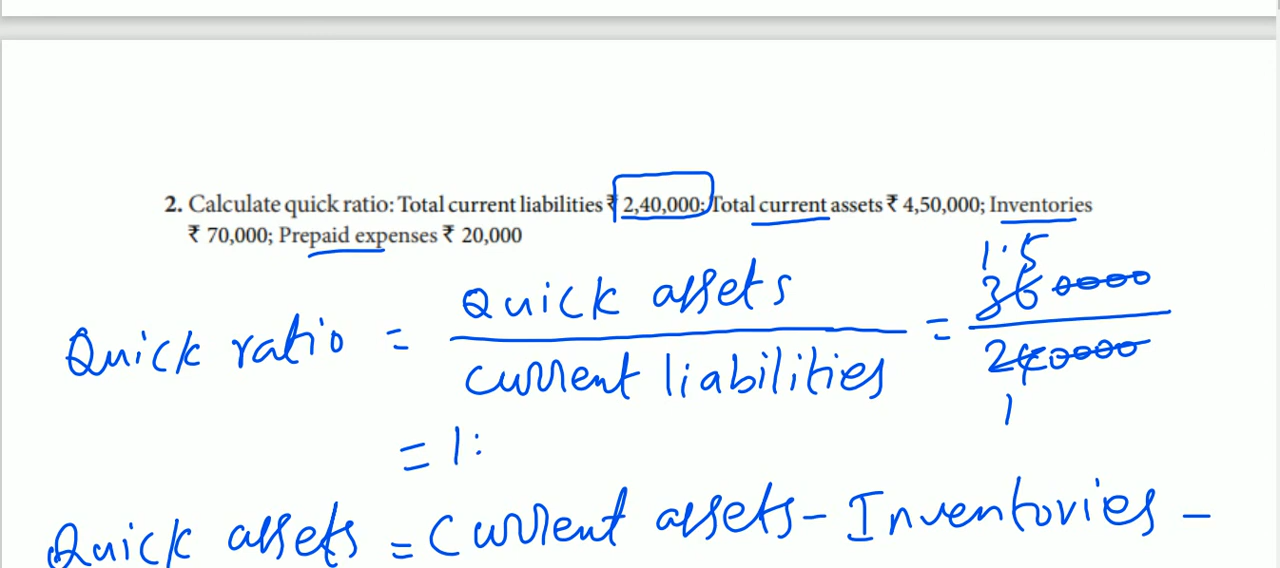 2. Calculate quick ratio: Total current liabilities ₹ 2,40,000; Total current assets ₹ 4,50,000; Inventories
₹ 70,000; Prepaid expenses ₹ 20,000
1.5
Quick ratio = Quick assets / current liabilities = 360000 / 240000
1
= 1:
Quick assets = Current assets - Inventories -